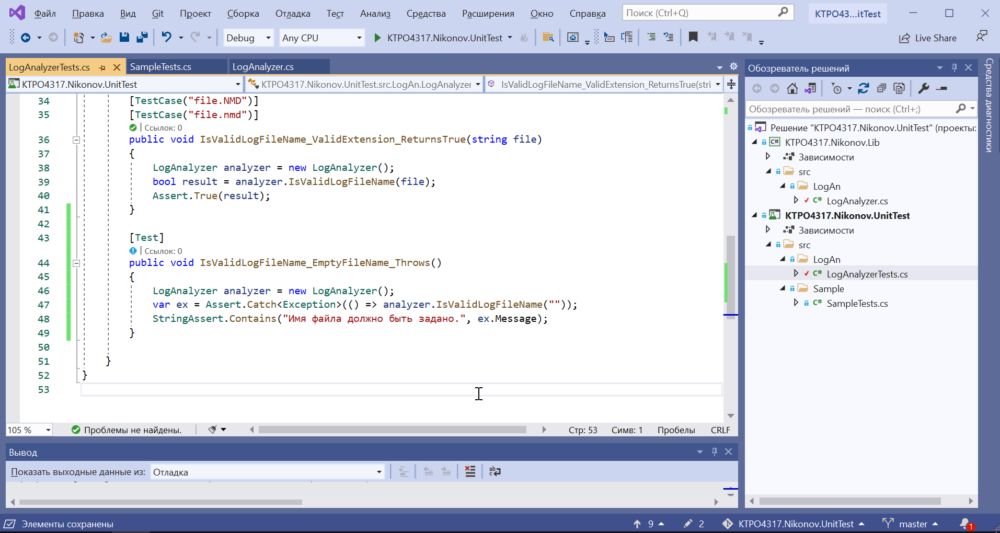 Файл Правка Вид Git Проект Сборка Отладка Тест Анализ Средства Расширения Окно Справка Поиск (Ctrl+Q) КТРО43...itTest
Debug Any CPU KTPO4317.Nikonov.UnitTest Live Share
LogAnalyzerTests.cs SampleTests.cs LogAnalyzer.cs
KTPO4317.Nikonov.UnitTest KTPO4317.Nikonov.UnitTest.src.LogAn.LogAnalyzer IsValidLogFileName_ValidExtension_ReturnsTrue(stri
34 [TestCase("file.NMD")]
35 [TestCase("file.nmd")]
Ссылок: 0
36 public void IsValidLogFileName_ValidExtension_ReturnsTrue(string file)
37 {
38 LogAnalyzer analyzer = new LogAnalyzer();
39 bool result = analyzer.IsValidLogFileName(file);
40 Assert.True(result);
41 }
42
43 [Test]
Ссылок: 0
44 public void IsValidLogFileName_EmptyFileName_Throws()
45 {
46 LogAnalyzer analyzer = new LogAnalyzer();
47 var ex = Assert.Catch<Exception>(() => analyzer.IsValidLogFileName(""));
48 StringAssert.Contains("Имя файла должно быть задано.", ex.Message);
49 }
50
51 }
52 }
53
105 % Проблемы не найдены. Стр: 53 Симв: 1 Пробелы CRLF
Вывод
Показать выходные данные из: Отладка
Обозреватель решений
Обозреватель решений — поиск (Ctrl+;)
Решение "KTPO4317.Nikonov.UnitTest" (проекты:
C# KTPO4317.Nikonov.Lib
Зависимости
src
LogAn
C# LogAnalyzer.cs
KTPO4317.Nikonov.UnitTest
Зависимости
src
LogAn
C# LogAnalyzerTests.cs
Sample
C# SampleTests.cs
Средства диагностики
Элементы сохранены 9 2 KTPO4317.Nikonov.UnitTest master 1